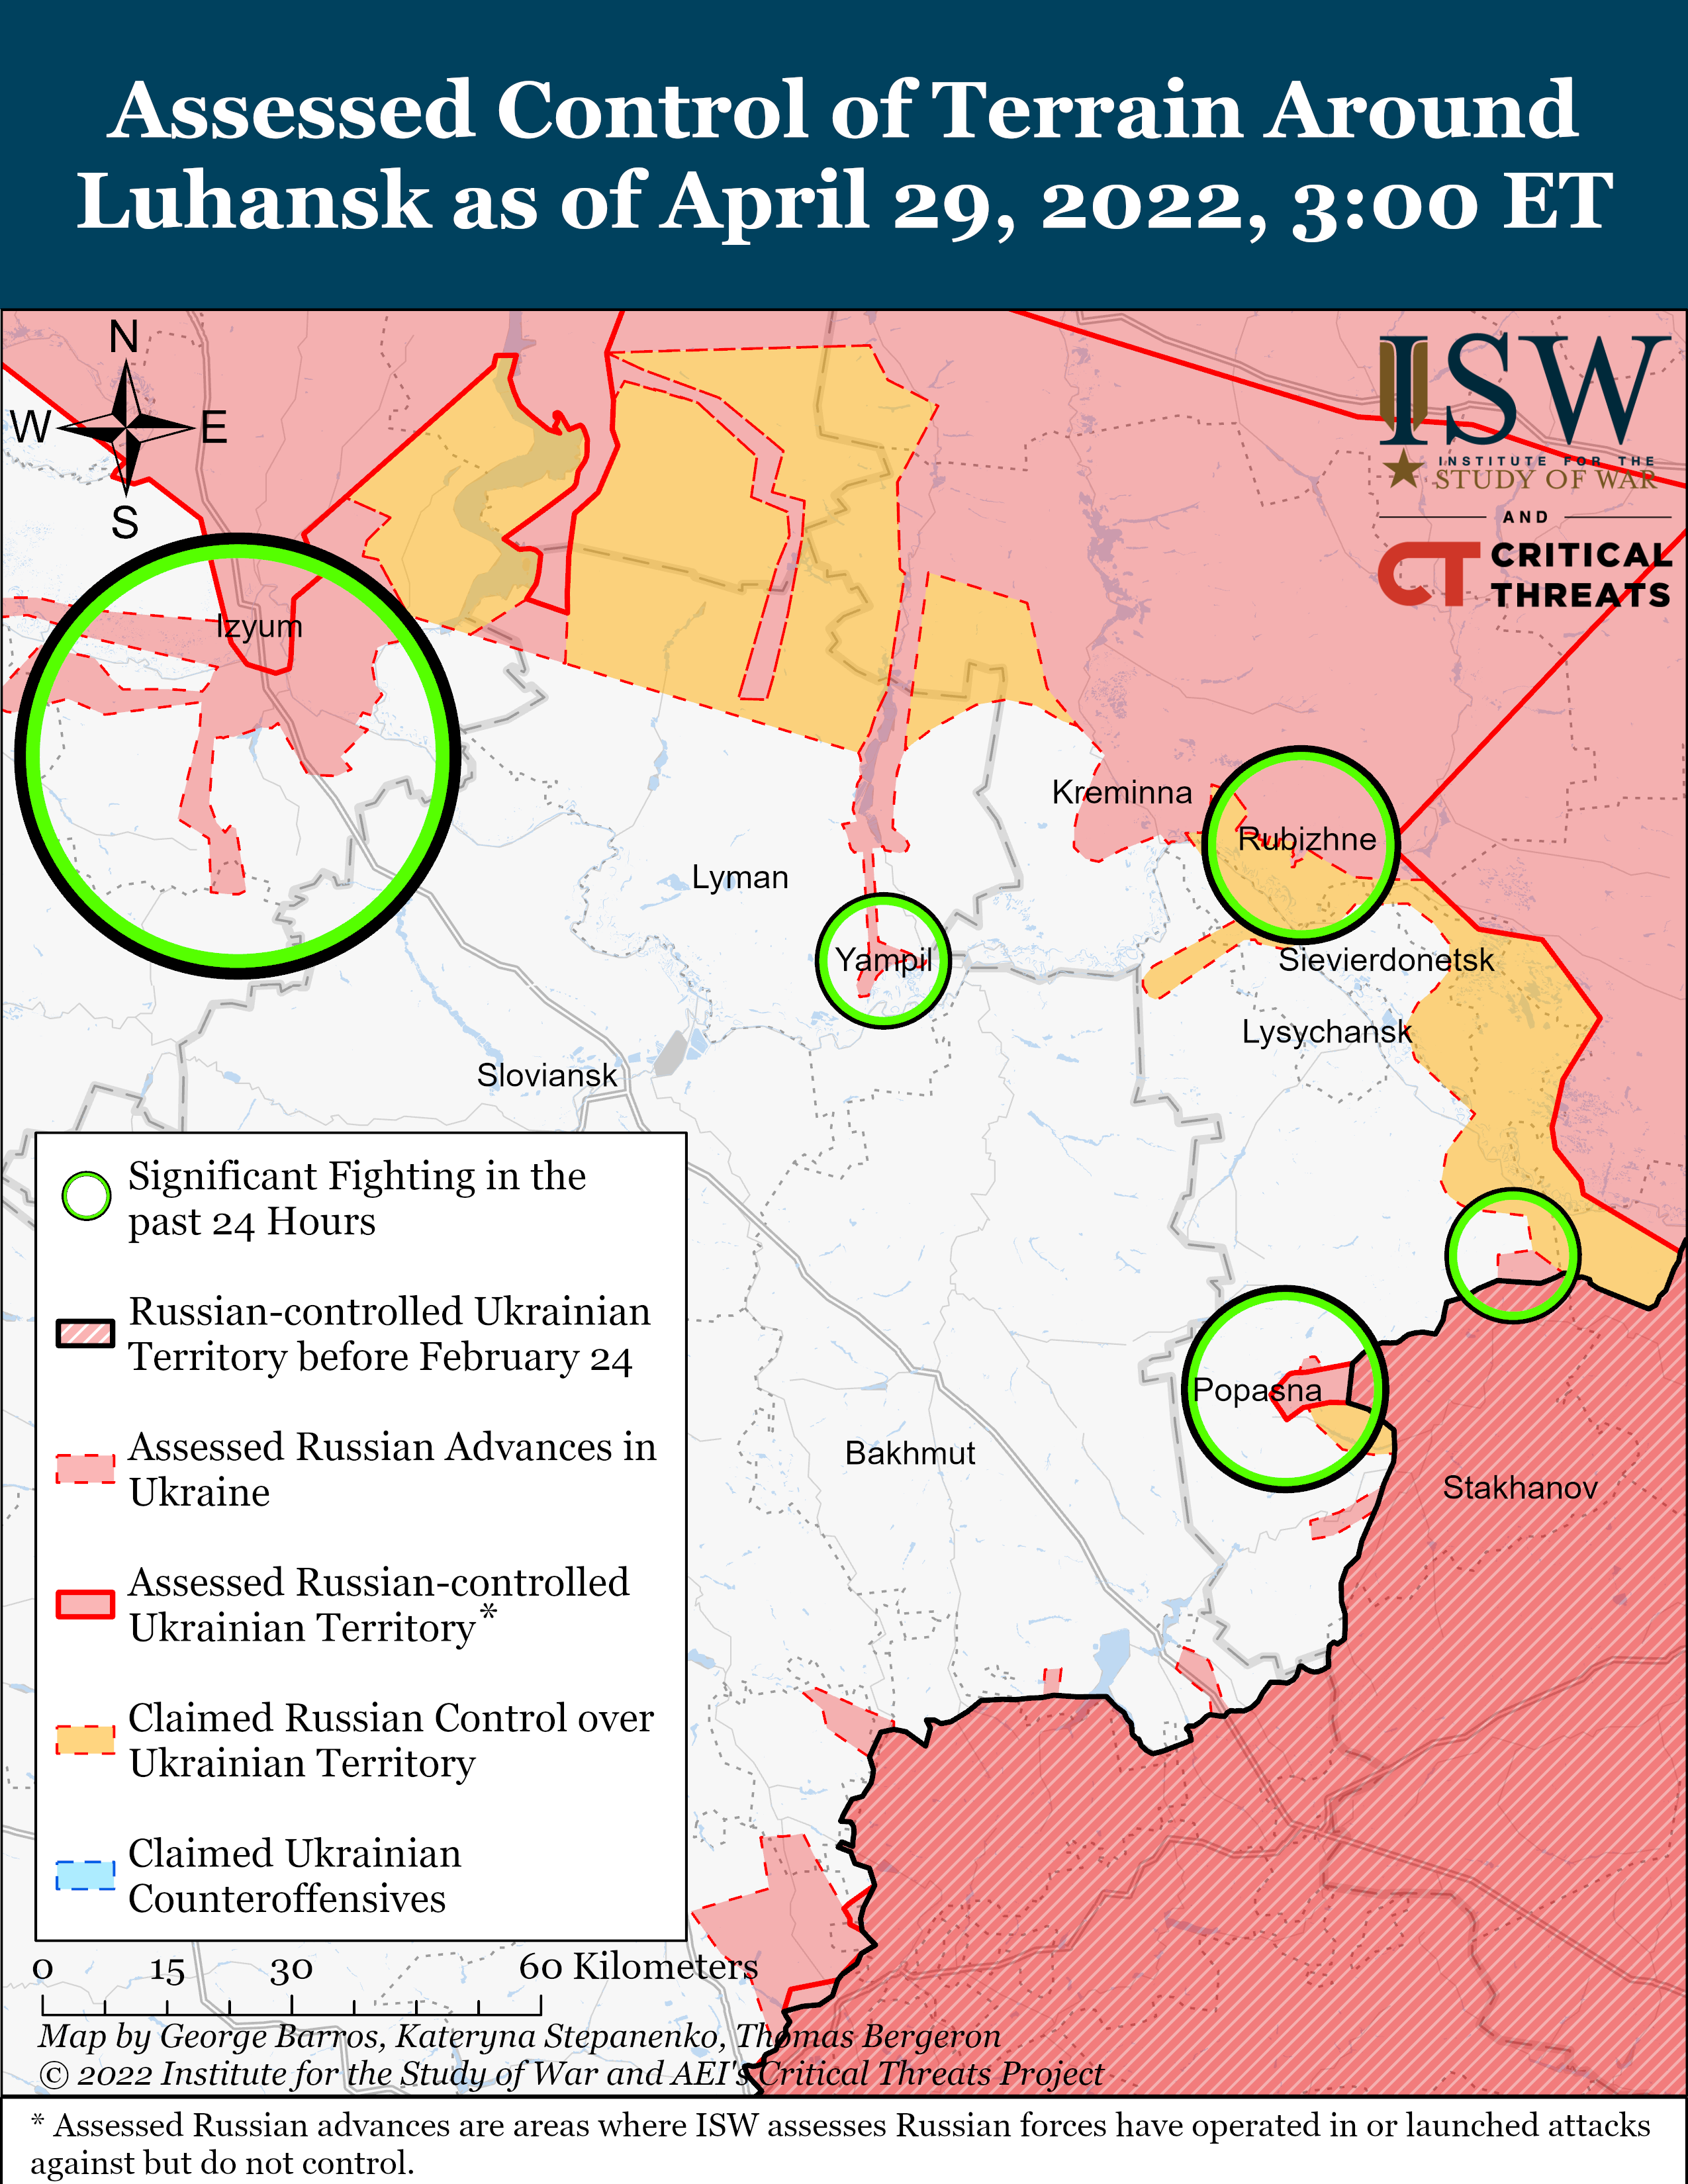 Assessed Control of Terrain Around
Luhansk as of April 29, 2022, 3:00 ET
N
W
E
S
ISW
INSTITUTE FOR THE
STUDY OF WAR
AND
CT CRITICAL
THREATS
Izyum
Kreminna
Rubizhne
Lyman
Yampil
Sievierdonetsk
Lysychansk
Sloviansk
Popasna
Bakhmut
Stakhanov
Significant Fighting in the
past 24 Hours
Russian-controlled Ukrainian
Territory before February 24
Assessed Russian Advances in
Ukraine
Assessed Russian-controlled
Ukrainian Territory*
Claimed Russian Control over
Ukrainian Territory
Claimed Ukrainian
Counteroffensives
0 15 30 60 Kilometers
Map by George Barros, Kateryna Stepanenko, Thomas Bergeron
© 2022 Institute for the Study of War and AEI's Critical Threats Project
* Assessed Russian advances are areas where ISW assesses Russian forces have operated in or launched attacks
against but do not control.